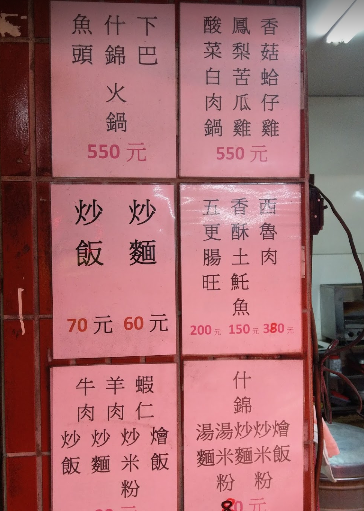 下巴
什錦火鍋
魚頭
550元
香菇蛤仔雞
鳳梨苦瓜雞
酸菜白肉鍋
550元
炒麵
炒飯
70元 60元
西魯肉
香酥土魠魚
五更腸旺
200元 150元 380元
蝦仁
羊肉
牛肉
燴飯
炒米粉
炒麵
炒飯
什錦
燴飯
炒米粉
炒麵
湯米粉
湯麵
80元